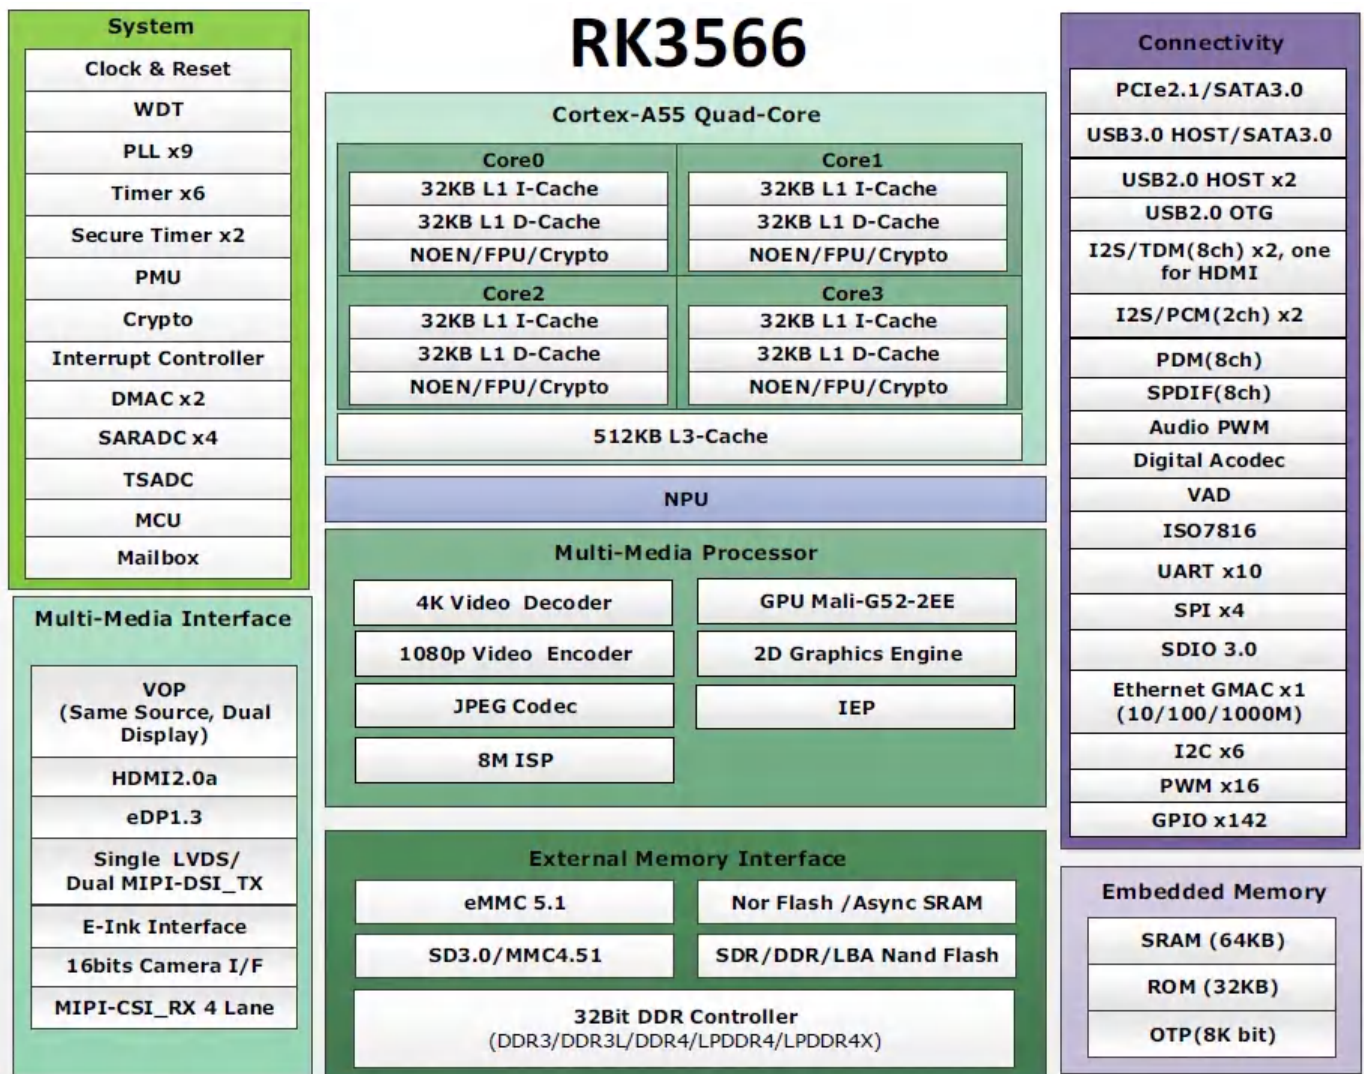 RK3566
System
Clock & Reset
WDT
PLL x9
Timer x6
Secure Timer x2
PMU
Crypto
Interrupt Controller
DMAC x2
SARADC x4
TSADC
MCU
Mailbox
Multi-Media Interface
VOP
(Same Source, Dual
Display)
HDMI2.0a
eDP1.3
Single LVDS/
Dual MIPI-DSI_TX
E-Ink Interface
16bits Camera I/F
MIPI-CSI_RX 4 Lane
Cortex-A55 Quad-Core
Core0
32KB L1 I-Cache
32KB L1 D-Cache
NOEN/FPU/Crypto
Core1
32KB L1 I-Cache
32KB L1 D-Cache
NOEN/FPU/Crypto
Core2
32KB L1 I-Cache
32KB L1 D-Cache
NOEN/FPU/Crypto
Core3
32KB L1 I-Cache
32KB L1 D-Cache
NOEN/FPU/Crypto
512KB L3-Cache
NPU
Multi-Media Processor
4K Video Decoder
1080p Video Encoder
JPEG Codec
8M ISP
GPU Mali-G52-2EE
2D Graphics Engine
IEP
External Memory Interface
eMMC 5.1
Nor Flash /Async SRAM
SD3.0/MMC4.51
SDR/DDR/LBA Nand Flash
32Bit DDR Controller
(DDR3/DDR3L/DDR4/LPDDR4/LPDDR4X)
Connectivity
PCIe2.1/SATA3.0
USB3.0 HOST/SATA3.0
USB2.0 HOST x2
USB2.0 OTG
I2S/TDM(8ch) x2, one
for HDMI
I2S/PCM(2ch) x2
PDM(8ch)
SPDIF(8ch)
Audio PWM
Digital Acodec
VAD
ISO7816
UART x10
SPI x4
SDIO 3.0
Ethernet GMAC x1
(10/100/1000M)
I2C x6
PWM x16
GPIO x142
Embedded Memory
SRAM (64KB)
ROM (32KB)
OTP(8K bit)